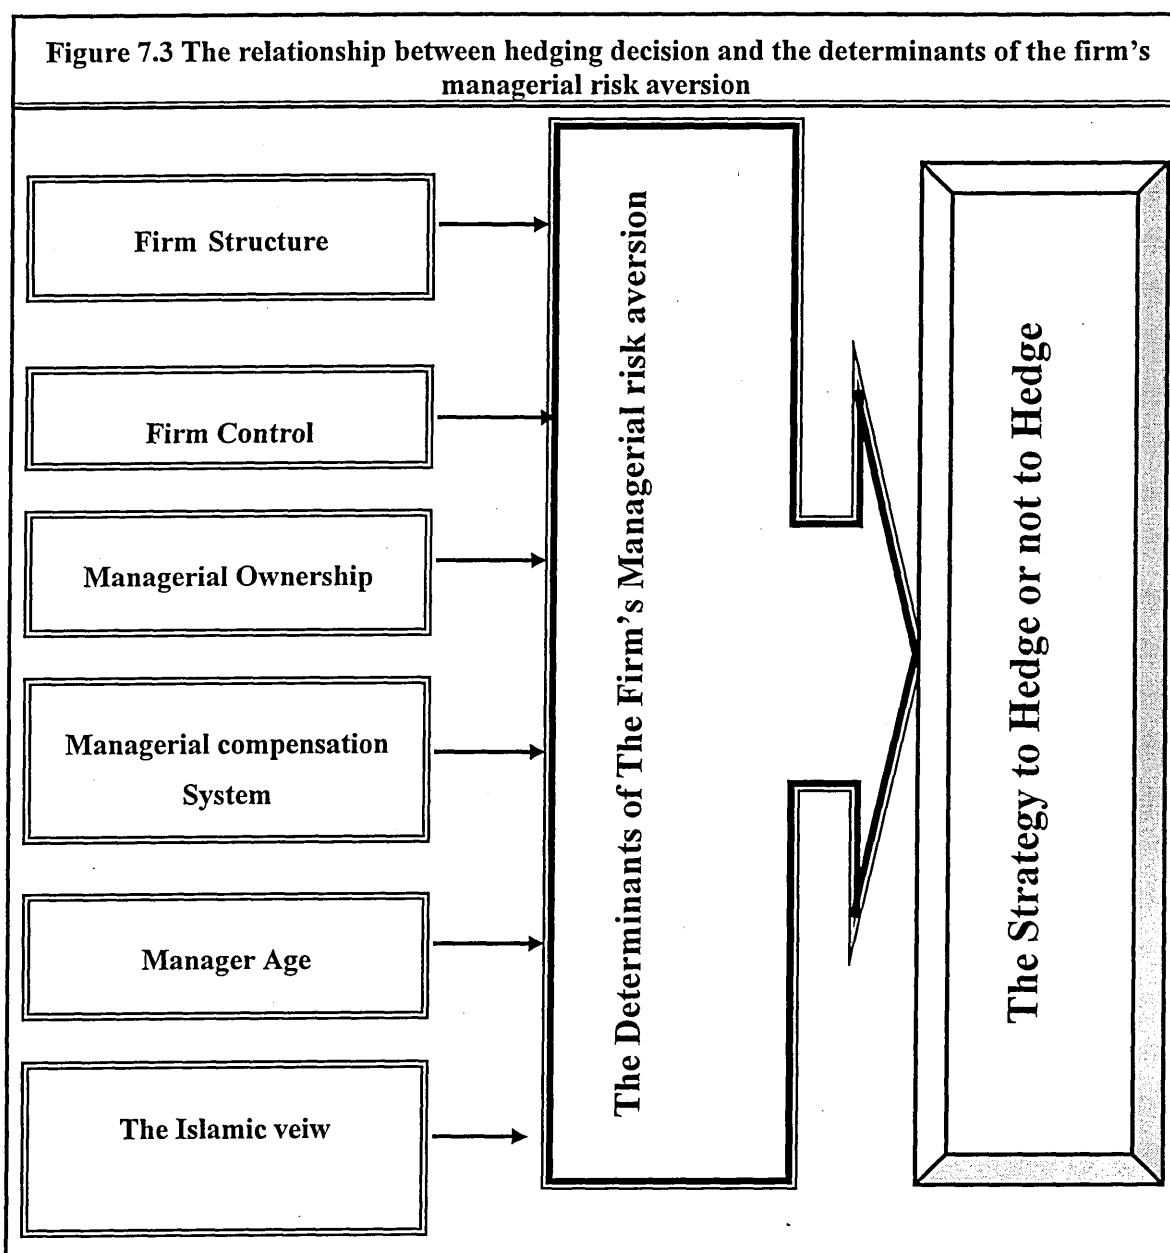 Figure 7.3 The relationship between hedging decision and the determinants of the firm's
managerial risk aversion
Firm Structure
Firm Control
Managerial Ownership
Managerial compensation
System
Manager Age
The Islamic veiw
The Determinants of The Firm's Managerial risk aversion
The Strategy to Hedge or not to Hedge